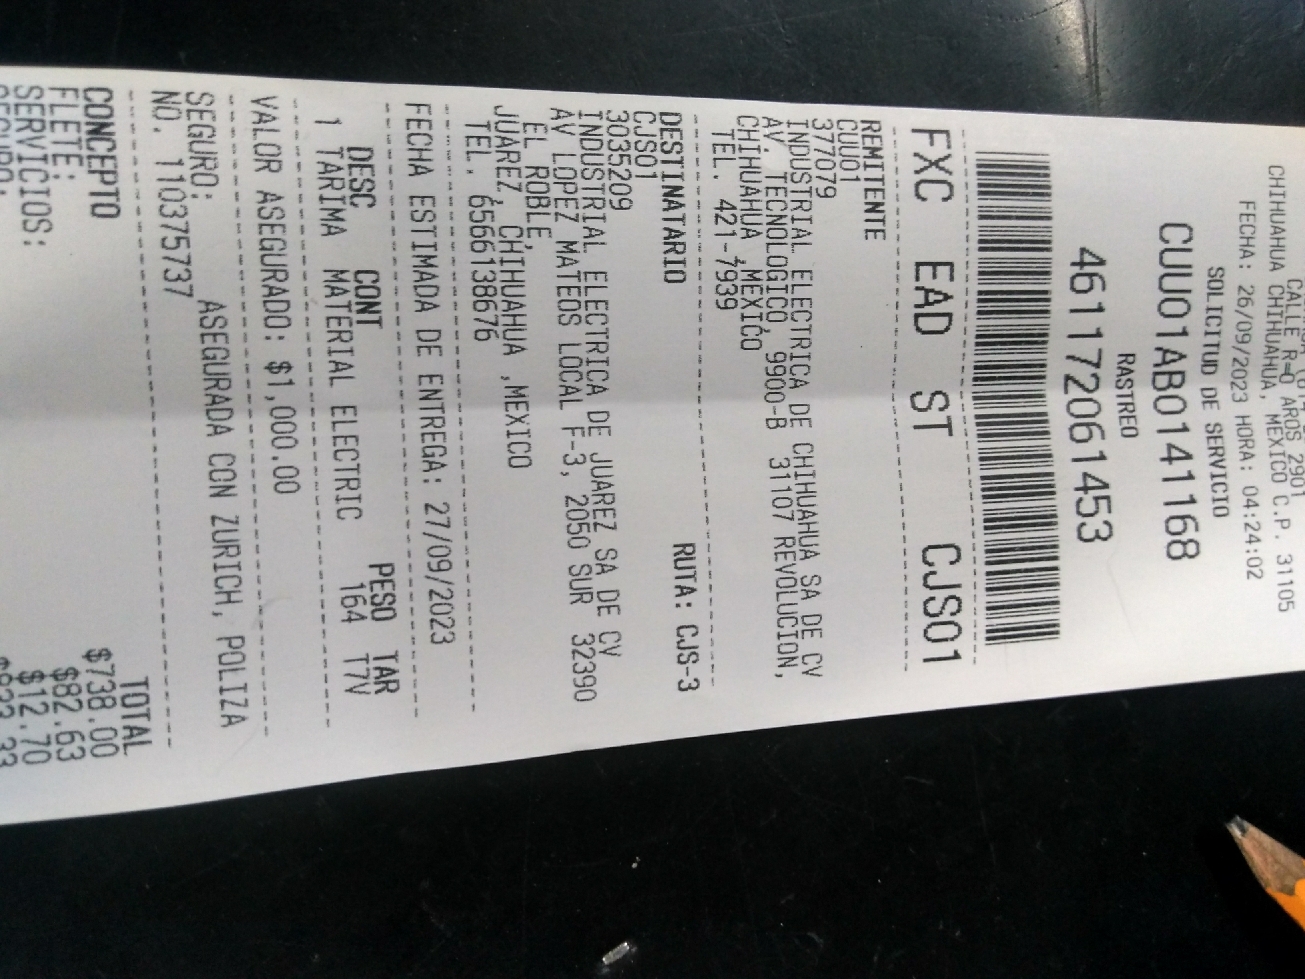 CALLE R=O AROS 2901
CHIHUAHUA CHIHUAHUA, MEXICO C.P. 31105
FECHA: 26/09/2023 HORA: 04:24:02
SOLICITUD DE SERVICIO
CUU01AB0141168
RASTREO
461172061453
FXC EAD ST CJS01
REMITENTE
CUU01
377079
INDUSTRIAL ELECTRICA DE CHIHUAHUA SA DE CV
AV. TECNOLOGICO, 9900-B 31107 REVOLUCION,
CHIHUAHUA ,MEXICO
TEL. 421-7939
DESTINATARIO RUTA: CJS-3
CJS01
3035209
INDUSTRIAL ELECTRICA DE JUAREZ SA DE CV
AV LOPEZ MATEOS LOCAL F-3, 2050 SUR 32390
EL ROBLE,
JUAREZ, CHIHUAHUA ,MEXICO
TEL. 6566138676
FECHA ESTIMADA DE ENTREGA: 27/09/2023
DESC. CONT PESO TAR
1 TARIMA MATERIAL ELECTRIC 164 T7V
VALOR ASEGURADO: $1,000.00
SEGURO: ASEGURADA CON ZURICH, POLIZA
NO. 110375737
CONCEPTO TOTAL
FLETE: $738.00
SERVICIOS: $82.63
$12.70